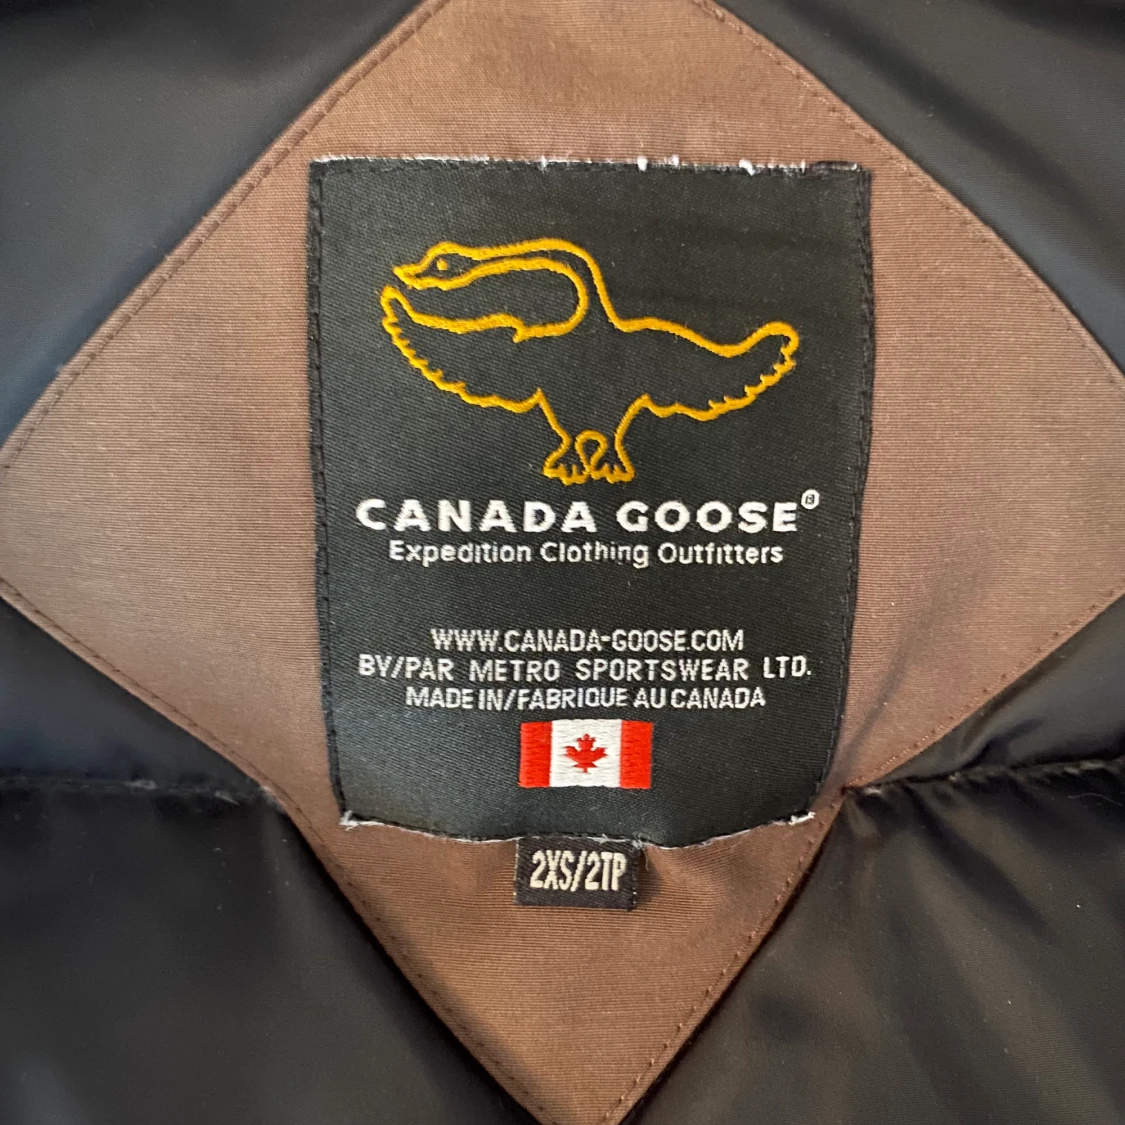 CANADA GOOSE®
Expedition Clothing Outfitters
WWW.CANADA-GOOSE.COM
BY/PAR METRO SPORTSWEAR LTD.
MADE IN/FABRIQUE AU CANADA
2XS/2TP